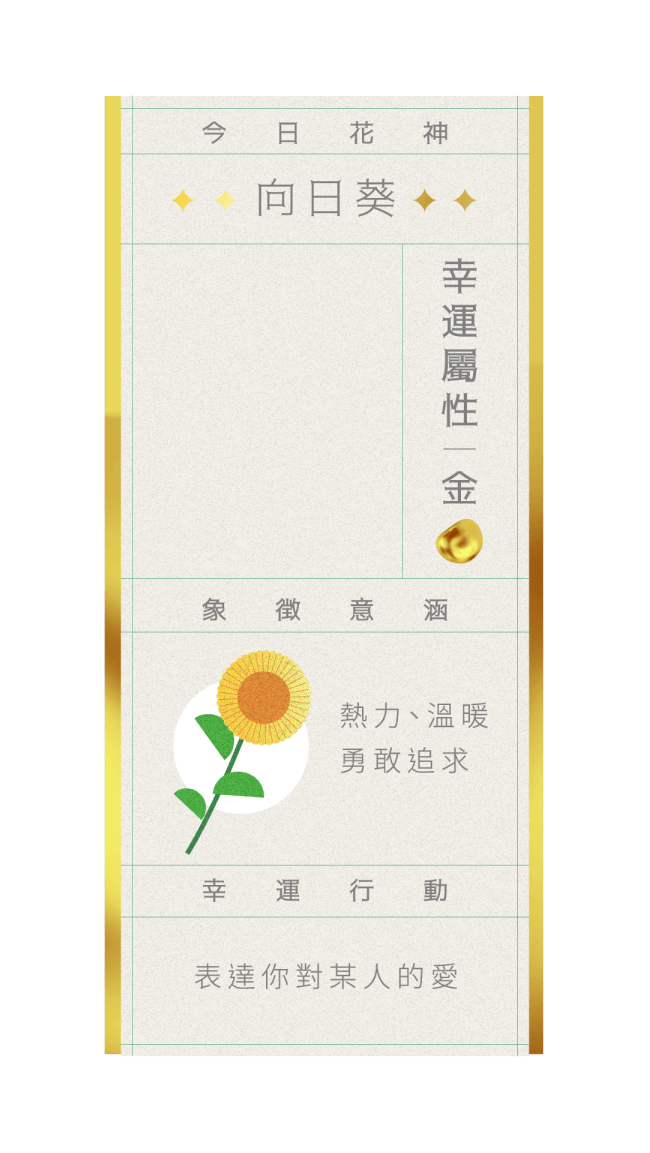 今日花神
向日葵
幸運屬性｜金
象徵意涵
熱力、溫暖
勇敢追求
幸運行動
表達你對某人的愛